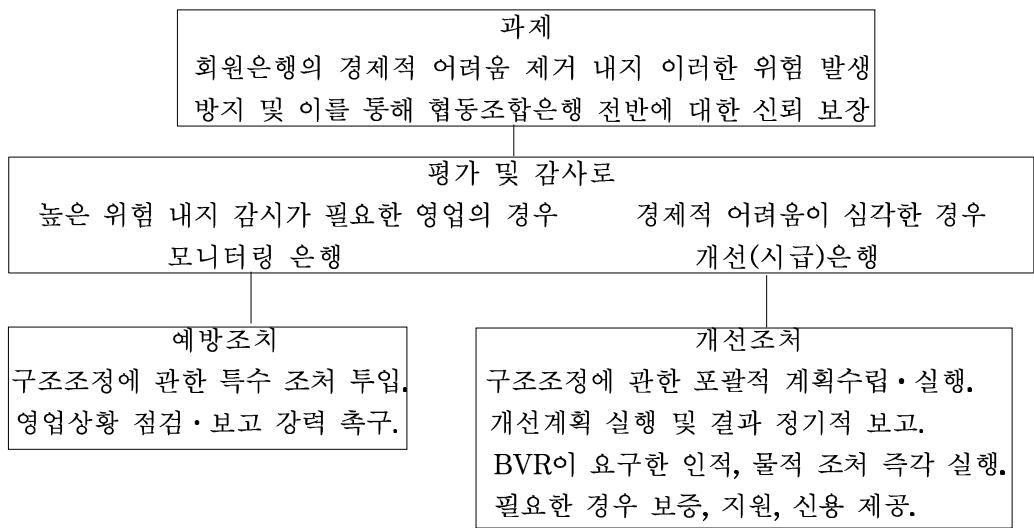 과제
회원은행의 경제적 어려움 제거 내지 이러한 위험 발생
방지 및 이를 통해 협동조합은행 전반에 대한 신뢰 보장
평가 및 감사로
높은 위험 내지 감시가 필요한 영업의 경우
모니터링 은행
경제적 어려움이 심각한 경우
개선(시급)은행
예방조치
구조조정에 관한 특수 조처 투입.
영업상황 점검·보고 강력 촉구.
개선조처
구조조정에 관한 포괄적 계획수립·실행.
개선계획 실행 및 결과 정기적 보고.
BVR이 요구한 인적, 물적 조처 즉각 실행.
필요한 경우 보증, 지원, 신용 제공.